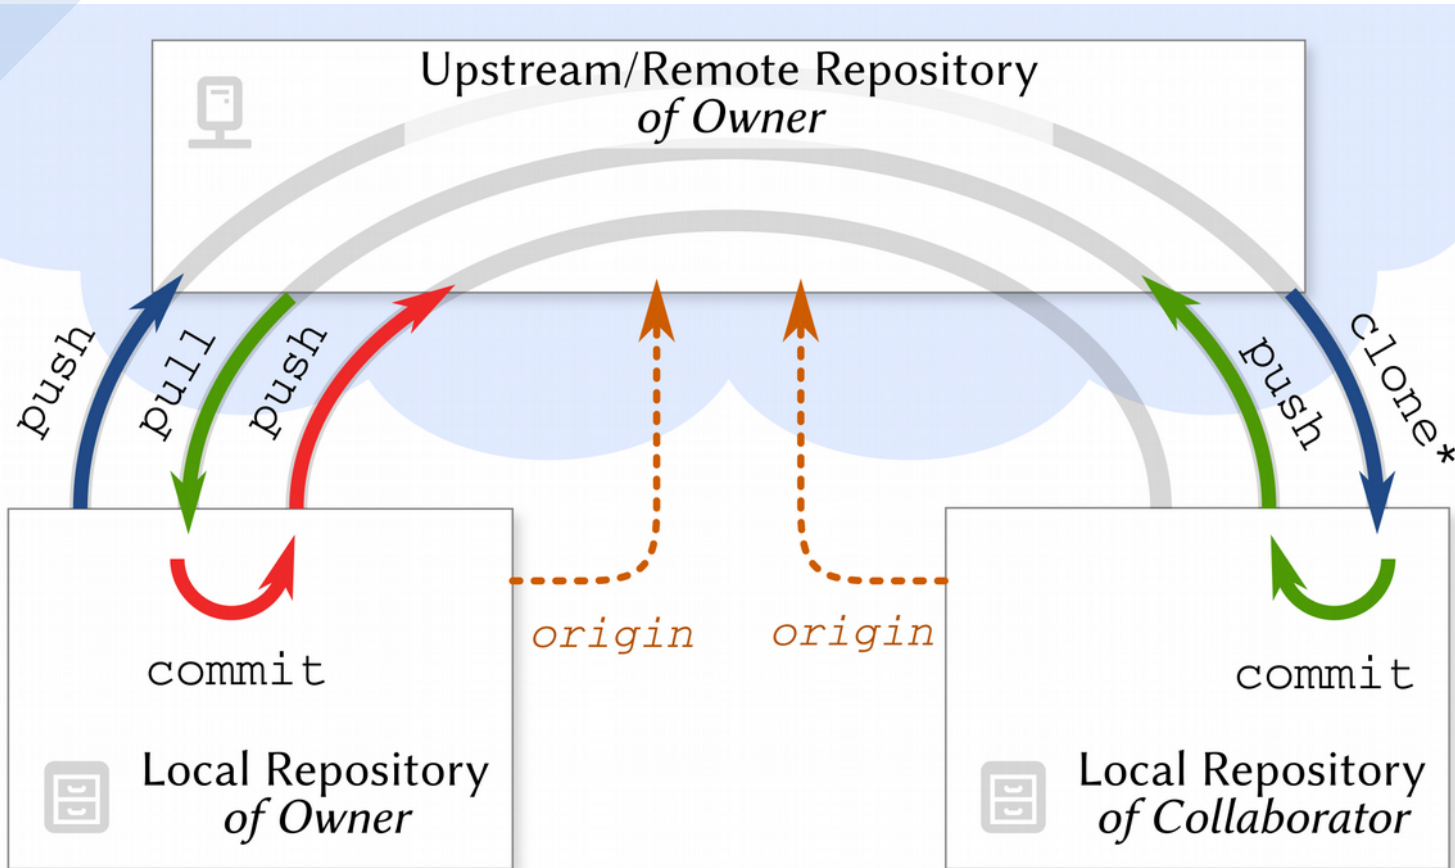 Upstream/Remote Repository
of Owner
push
pull
push
push
clone*
origin
origin
commit
commit
Local Repository
of Owner
Local Repository
of Collaborator